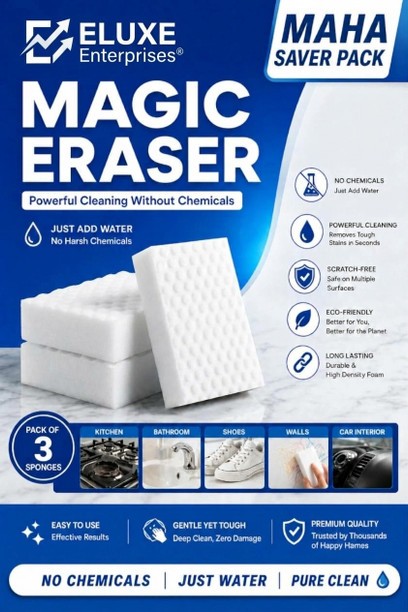 ELUXE
Enterprises®
MAHA
SAVER PACK
MAGIC
ERASER
Powerful Cleaning Without Chemicals
JUST ADD WATER
No Harsh Chemicals
NO CHEMICALS
Just Add Water
POWERFUL CLEANING
Removes Tough
Stains in Seconds
SCRATCH-FREE
Safe on Multiple
Surfaces
ECO-FRIENDLY
Better for You,
Better for the Planet
LONG LASTING
Durable &
High Density Foam
PACK OF
3
SPONGES
KITCHEN
BATHROOM
SHOES
WALLS
CAR INTERIOR
EASY TO USE
Effective Results
GENTLE YET TOUGH
Deep Clean, Zero Damage
PREMIUM QUALITY
Trusted by Thousands
of Happy Hames
NO CHEMICALS | JUST WATER | PURE CLEAN